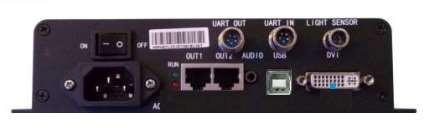 UART OUT UART IN LIGHT SENSOR
ON - O OFF
OUT1 OUT2 AUDIO USB DVI
RUN
AC